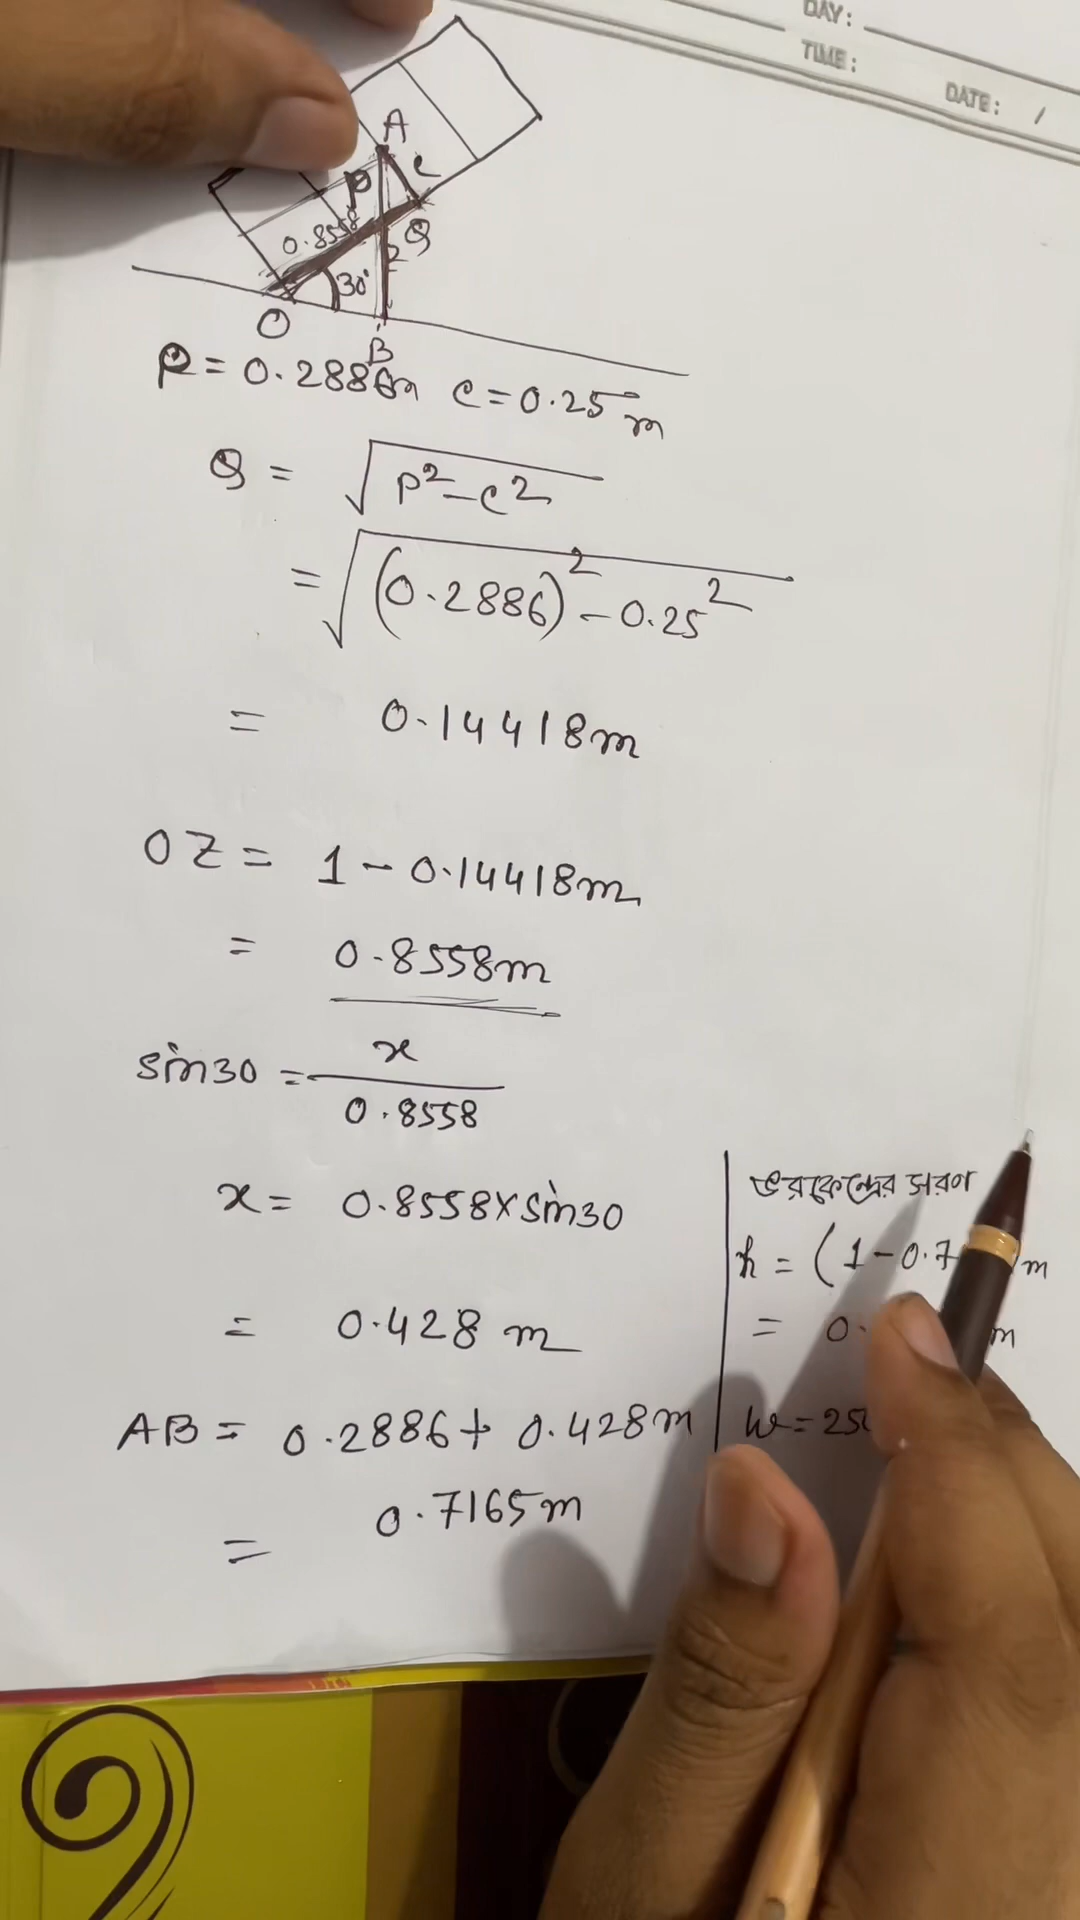 DAY:
TIME:
DATE: /
A
P
c
0.8558
Q
30°
O
B
P = 0.2886m c = 0.25m
Q = √(P² - c²)
= √((0.2886)² - 0.25²)
= 0.14418m
OZ = 1 - 0.14418m
= 0.8558m
sin30 = x / 0.8558
x = 0.8558×sin30
= 0.428 m
AB = 0.2886 + 0.428m
= 0.7165m
ভরকেন্দ্রের সরণ
h = (1-0.7 m
= 0. m
W = 25